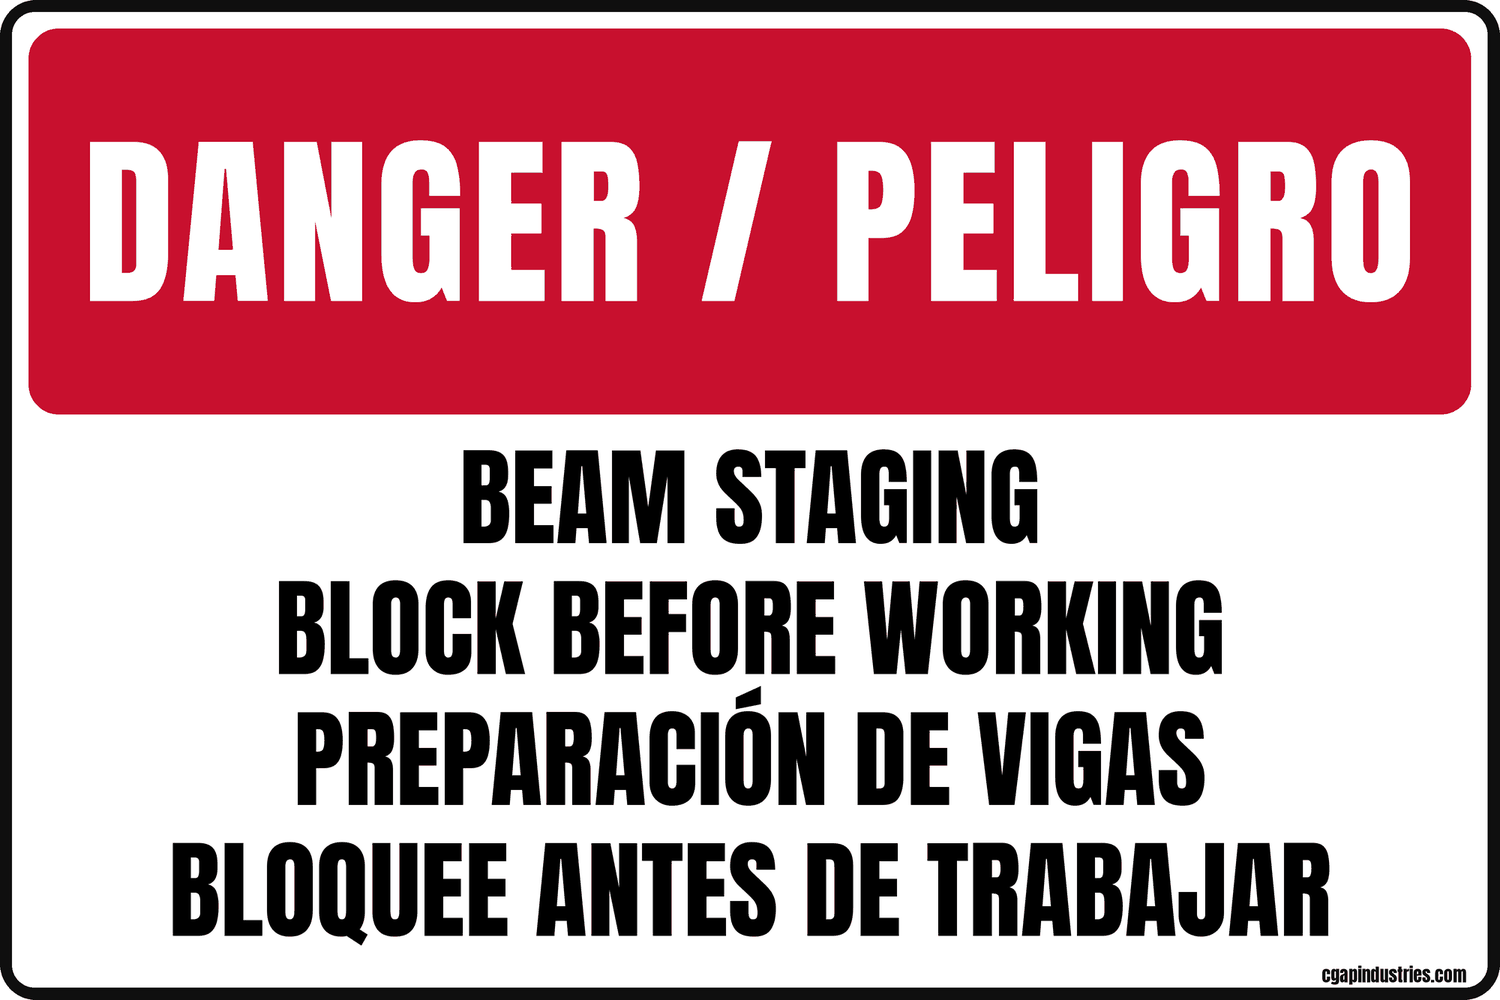 DANGER / PELIGRO
BEAM STAGING
BLOCK BEFORE WORKING
PREPARACIÓN DE VIGAS
BLOQUEE ANTES DE TRABAJAR
cgapindustries.com